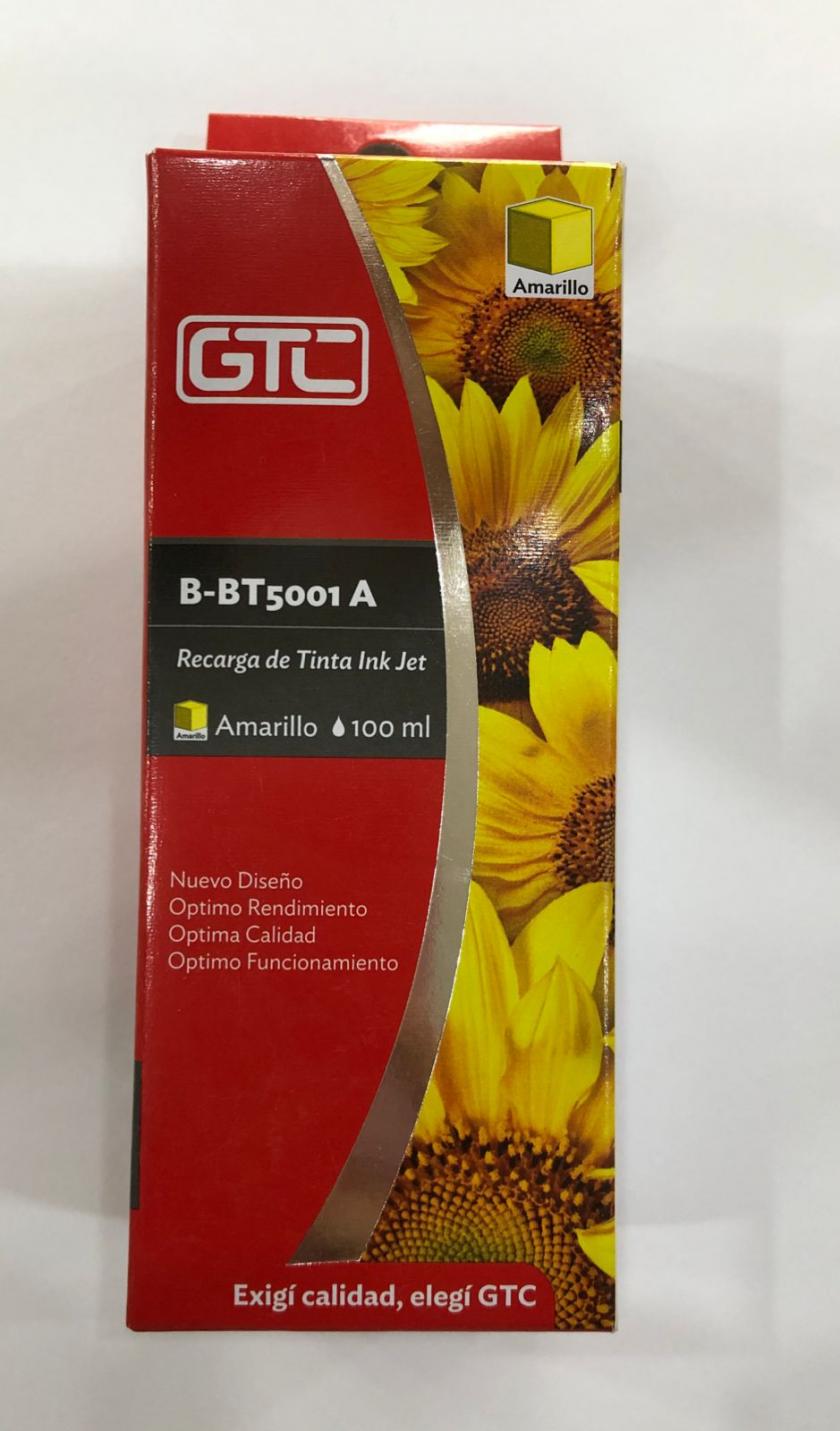 Amarillo
GTC
B-BT5001 A
Recarga de Tinta Ink Jet
Amarillo
Amarillo 100 ml
Nuevo Diseño
Optimo Rendimiento
Optima Calidad
Optimo Funcionamiento
Exigí calidad, elegí GTC